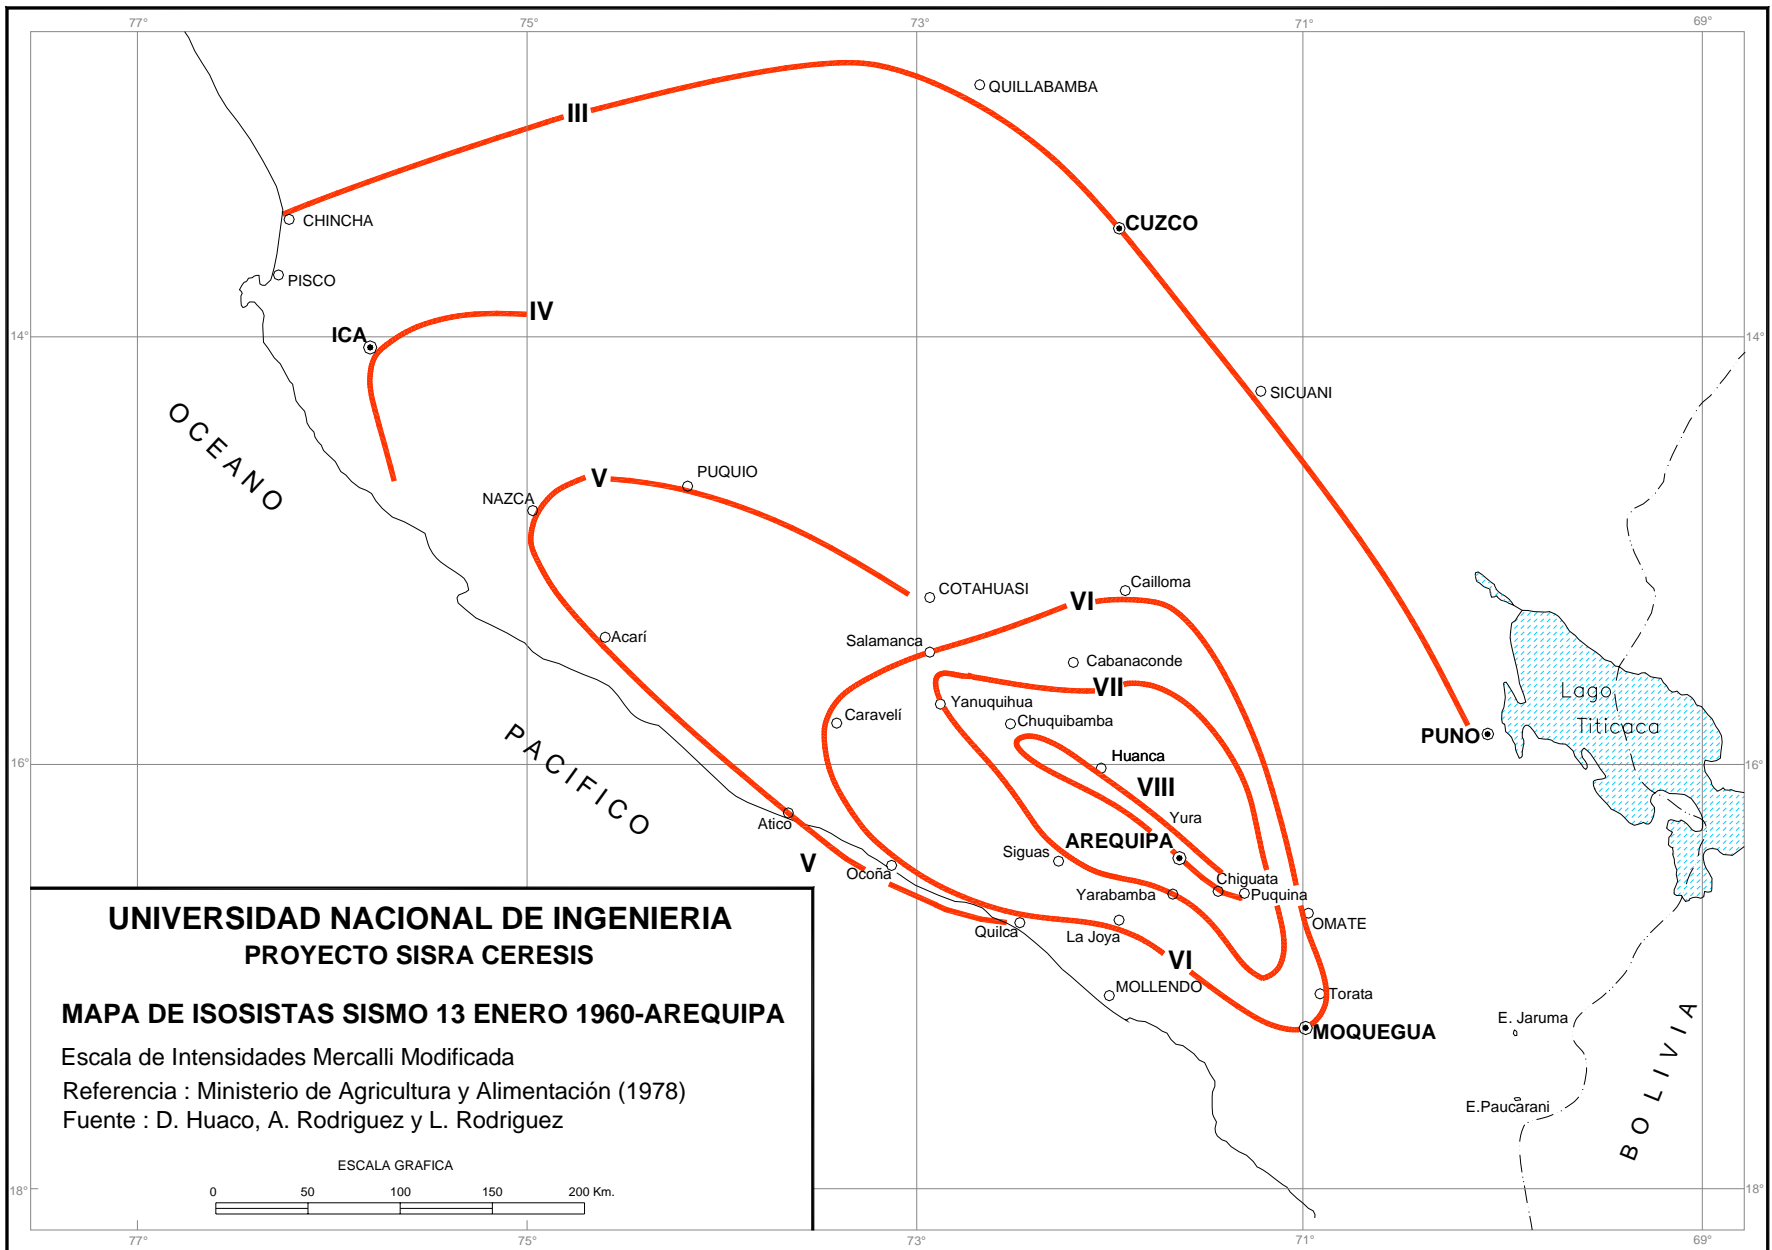 77°
75°
73°
71°
69°
QUILLABAMBA
III
CHINCHA
CUZCO
PISCO
IV
ICA
14°
14°
SICUANI
OCEANO
PACIFICO
V
PUQUIO
NAZCA
COTAHUASI
Cailloma
VI
Acarí
Salamanca
Cabanaconde
VII
Yanuquihua
Caravelí
Chuquibamba
Lago
Titicaca
PUNO
Huanca
16°
16°
VIII
Yura
Atico
AREQUIPA
Siguas
V
Ocoña
Chiguata
Yarabamba
Puquina
OMATE
Quilca
La Joya
VI
MOLLENDO
Torata
MOQUEGUA
E. Jaruma
E.Paucarani
BOLIVIA
UNIVERSIDAD NACIONAL DE INGENIERIA
PROYECTO SISRA CERESIS
MAPA DE ISOSISTAS SISMO 13 ENERO 1960-AREQUIPA
Escala de Intensidades Mercalli Modificada
Referencia : Ministerio de Agricultura y Alimentación (1978)
Fuente : D. Huaco, A. Rodriguez y L. Rodriguez
ESCALA GRAFICA
0 50 100 150 200 Km.
18°
18°
77°
75°
73°
71°
69°